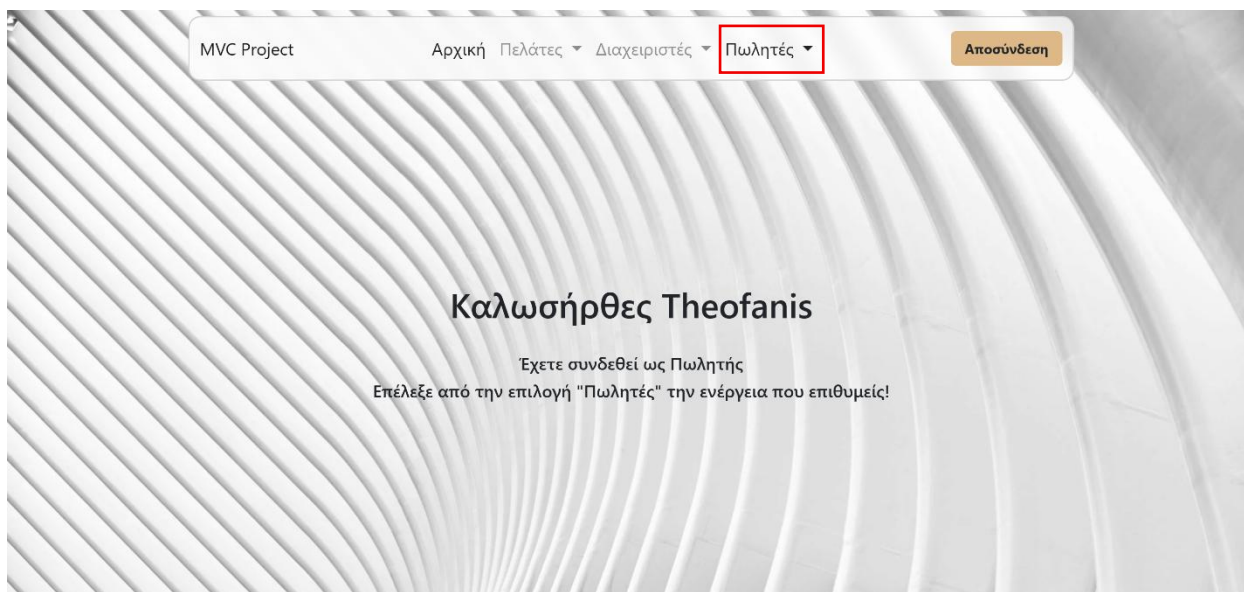 MVC Project Αρχική Πελάτες Διαχειριστές Πωλητές Αποσύνδεση
Καλωσήρθες Theofanis
Έχετε συνδεθεί ως Πωλητής
Επέλεξε από την επιλογή "Πωλητές" την ενέργεια που επιθυμείς!